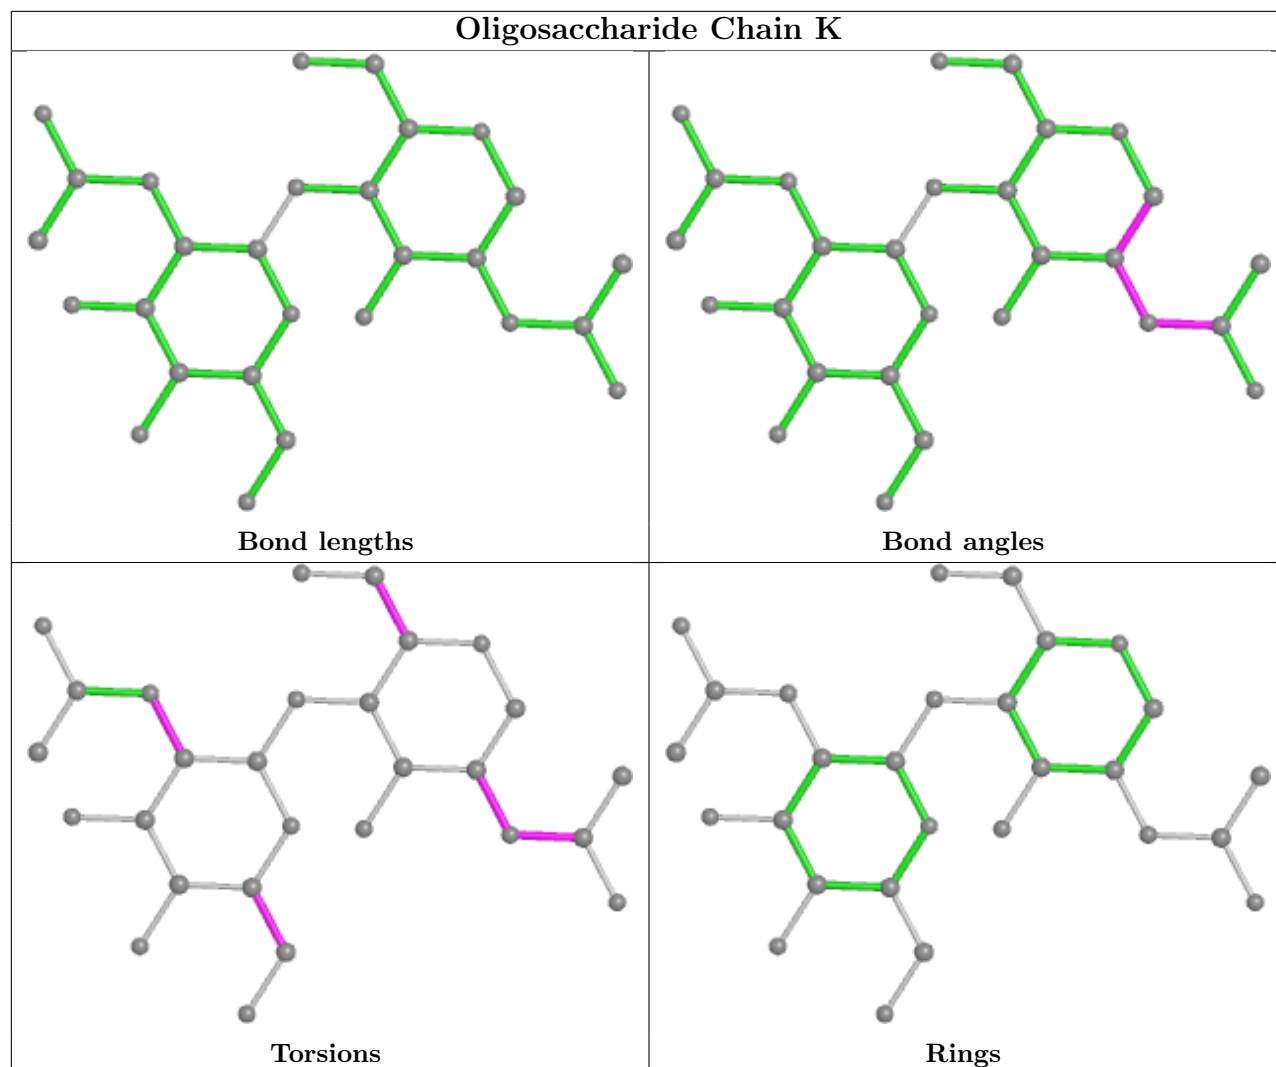 Oligosaccharide Chain K
Bond lengths
Bond angles
Torsions
Rings